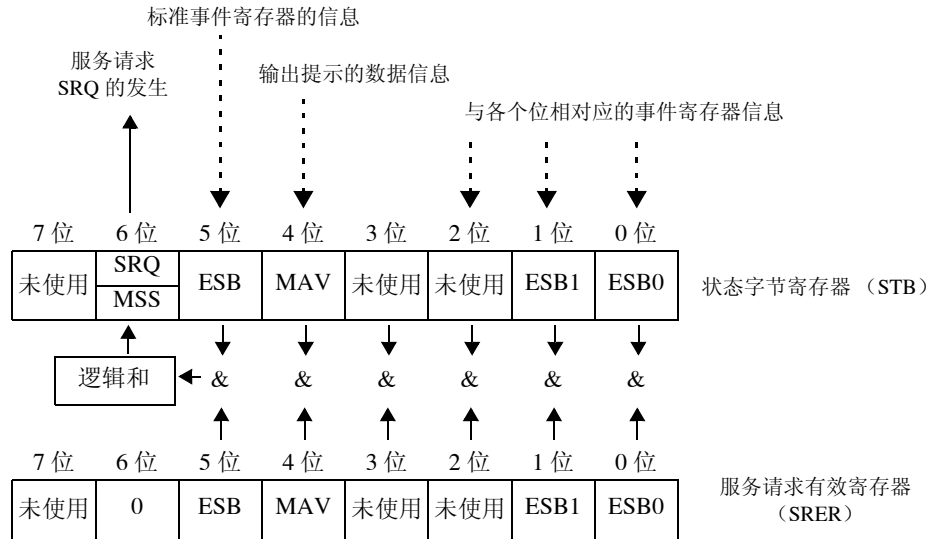 标准事件寄存器的信息
服务请求
SRQ 的发生
输出提示的数据信息
与各个位相对应的事件寄存器信息
7 位 6 位 5 位 4 位 3 位 2 位 1 位 0 位
未使用 SRQ MSS ESB MAV 未使用 未使用 ESB1 ESB0
状态字节寄存器 （STB）
逻辑和 & & & & & &
7 位 6 位 5 位 4 位 3 位 2 位 1 位 0 位
未使用 0 ESB MAV 未使用 未使用 ESB1 ESB0
服务请求有效寄存器
（SRER）